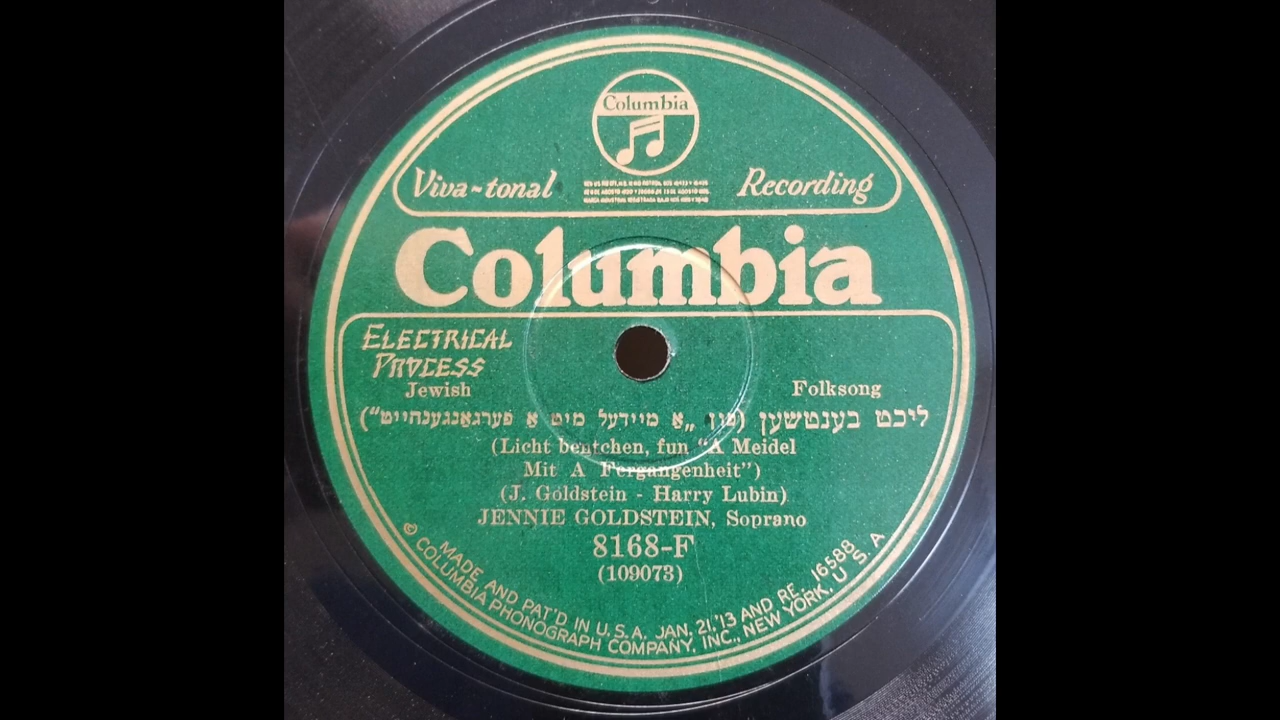 Columbia
Viva-tonal Recording
Columbia
ELECTRICAL
PROCESS
Jewish Folksong
ליכט בענטשען (פון „אַ מיידעל מיט אַ פערגאַנגענהייט“)
(Licht bentchen, fun “A Meidel
Mit A Fergangenheit”)
(J. Goldstein - Harry Lubin)
JENNIE GOLDSTEIN, Soprano
8168-F
(109073)
MADE AND PAT'D IN U.S.A. JAN. 21,'13 AND RE. 16588
© COLUMBIA PHONOGRAPH COMPANY, INC., NEW YORK, U.S.A